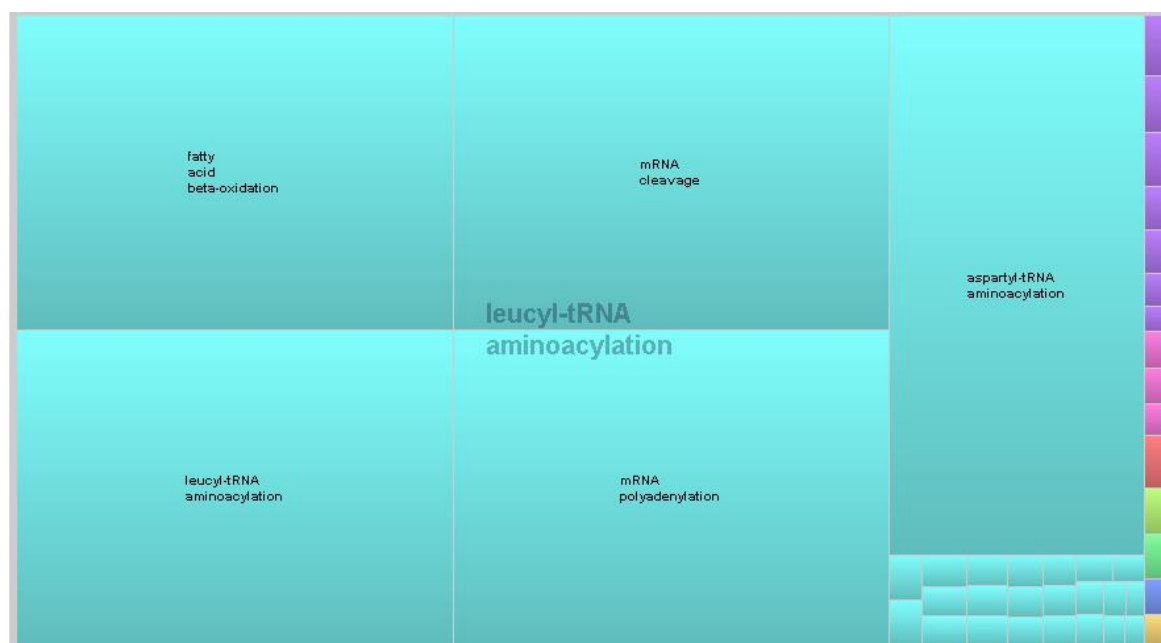 fatty
acid
beta-oxidation
mRNA
cleavage
aspartyl-tRNA
aminoacylation
leucyl-tRNA
aminoacylation
leucyl-tRNA
aminoacylation
mRNA
polyadenylation